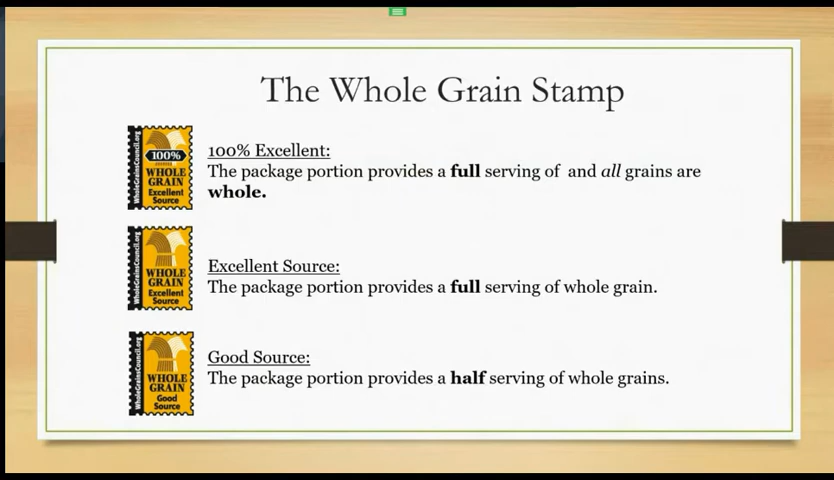 The Whole Grain Stamp
WholeGrainsCouncil.org
100%
WHOLE
GRAIN
Excellent
Source
100% Excellent:
The package portion provides a full serving of  and all grains are
whole.
WholeGrainsCouncil.org
WHOLE
GRAIN
Excellent
Source
Excellent Source:
The package portion provides a full serving of whole grain.
WholeGrainsCouncil.org
WHOLE
GRAIN
Good
Source
Good Source:
The package portion provides a half serving of whole grains.